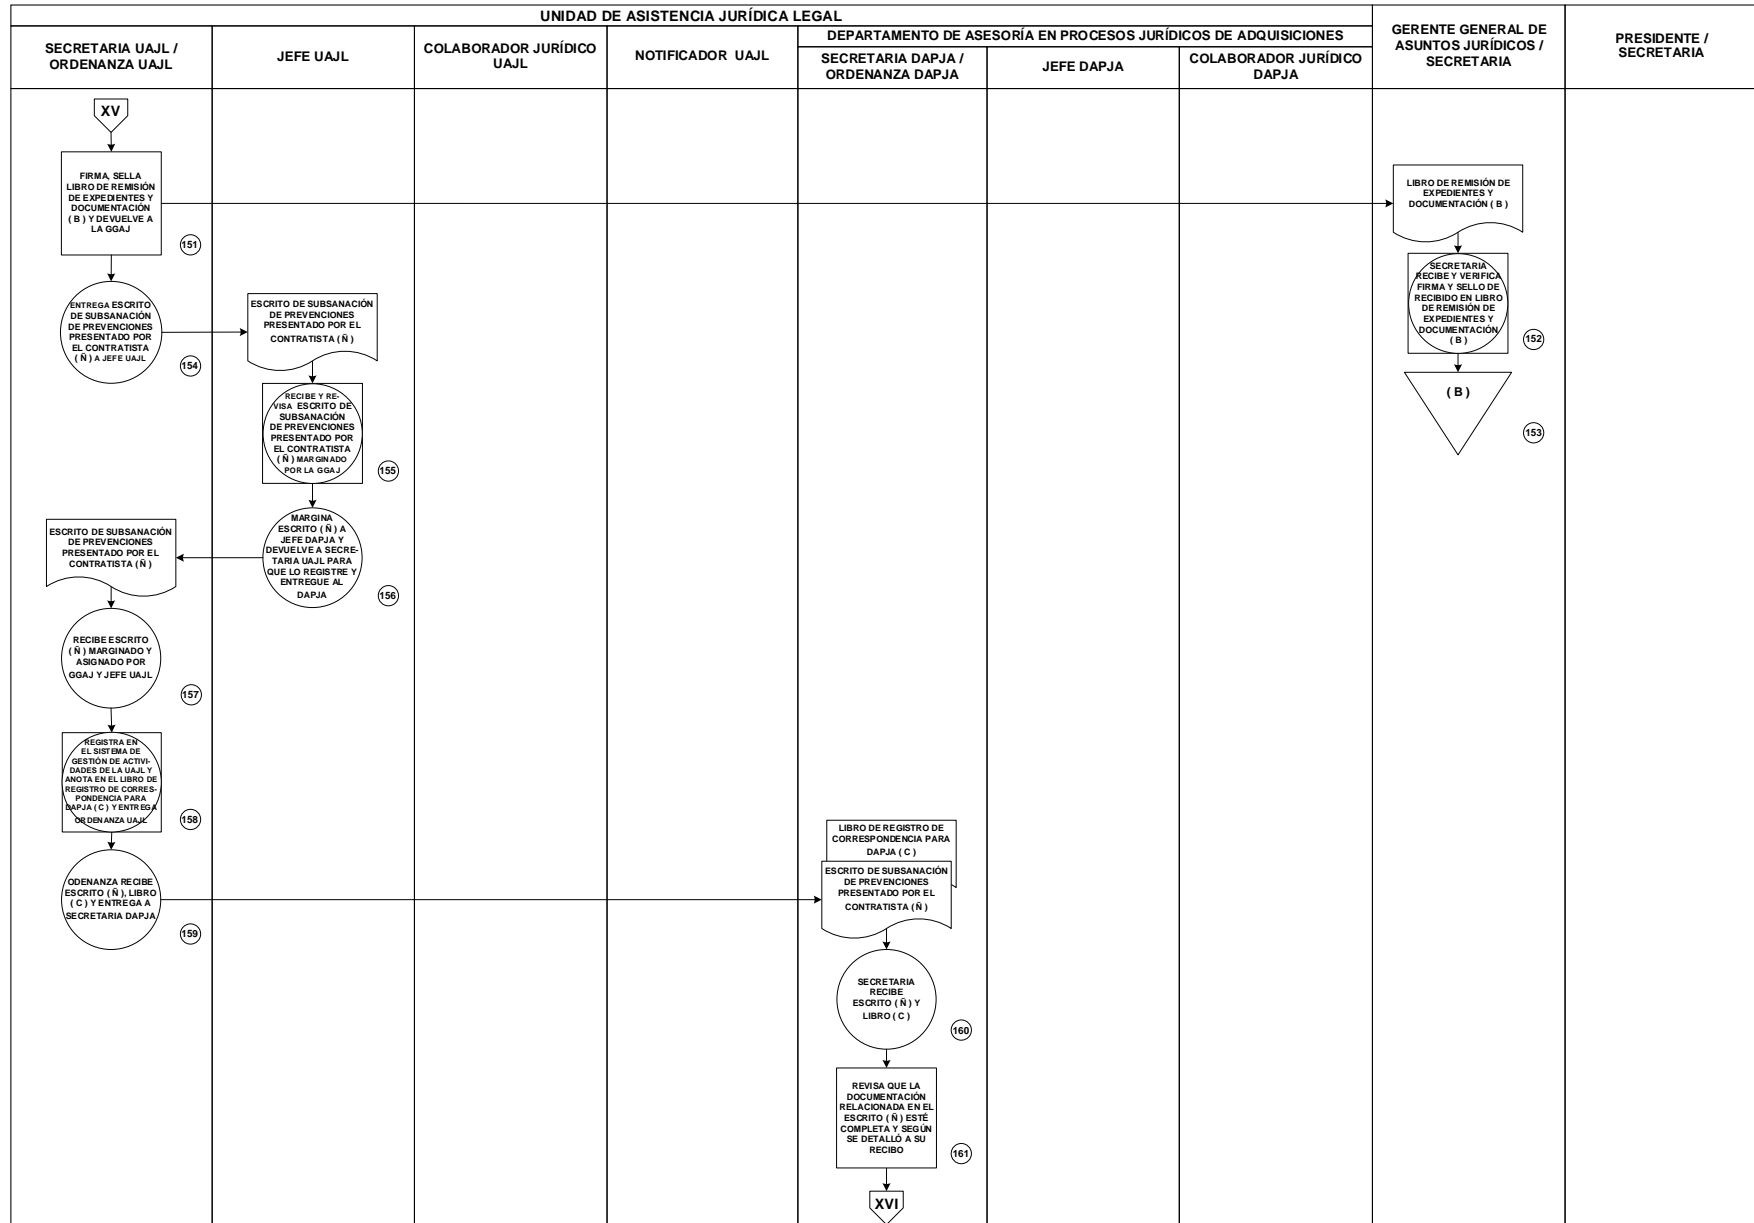 UNIDAD DE ASISTENCIA JURÍDICA LEGAL
SECRETARIA UAJL /
ORDENANZA UAJL
JEFE UAJL
COLABORADOR JURÍDICO
UAJL
NOTIFICADOR UAJL
DEPARTAMENTO DE ASESORÍA EN PROCESOS JURÍDICOS DE ADQUISICIONES
SECRETARIA DAPJA /
ORDENANZA DAPJA
JEFE DAPJA
COLABORADOR JURÍDICO
DAPJA
GERENTE GENERAL DE
ASUNTOS JURÍDICOS /
SECRETARIA
PRESIDENTE /
SECRETARIA
XV
FIRMA, SELLA
LIBRO DE REMISIÓN
DE EXPEDIENTES Y
DOCUMENTACIÓN
( B ) Y DEVUELVE A
LA GGAJ
151
LIBRO DE REMISIÓN DE
EXPEDIENTES Y
DOCUMENTACIÓN ( B )
SECRETARIA
RECIBE Y VERIFICA
FIRMA Y SELLO DE
RECIBIDO EN LIBRO
DE REMISIÓN DE
EXPEDIENTES Y
DOCUMENTACIÓN
( B )
152
( B )
153
ENTREGA ESCRITO
DE SUBSANACIÓN
DE PREVENCIONES
PRESENTADO POR
EL CONTRATISTA
( Ñ ) A JEFE UAJL
154
ESCRITO DE SUBSANACIÓN
DE PREVENCIONES
PRESENTADO POR EL
CONTRATISTA ( Ñ )
RECIBE Y RE-
VISA ESCRITO DE
SUBSANACIÓN
DE PREVENCIONES
PRESENTADO POR
EL CONTRATISTA
( Ñ ) MARGINADO
POR LA GGAJ
155
MARGINA
ESCRITO ( Ñ ) A
JEFE DAPJA Y
DEVUELVE A SECRE-
TARIA UAJL PARA
QUE LO REGISTRE Y
ENTREGUE AL
DAPJA
156
ESCRITO DE SUBSANACIÓN
DE PREVENCIONES
PRESENTADO POR EL
CONTRATISTA ( Ñ )
RECIBE ESCRITO
( Ñ ) MARGINADO Y
ASIGNADO POR
GGAJ Y JEFE UAJL
157
REGISTRA EN
EL SISTEMA DE
GESTIÓN DE ACTIVI-
DADES DE LA UAJL Y
ANOTA EN EL LIBRO DE
REGISTRO DE CORRES-
PONDENCIA PARA
DAPJA ( C ) Y ENTREGA
ORDENANZA UAJL
158
ODENANZA RECIBE
ESCRITO ( Ñ ), LIBRO
( C ) Y ENTREGA A
SECRETARIA DAPJA
159
LIBRO DE REGISTRO DE
CORRESPONDENCIA PARA
DAPJA ( C )
ESCRITO DE SUBSANACIÓN
DE PREVENCIONES
PRESENTADO POR EL
CONTRATISTA ( Ñ )
SECRETARIA
RECIBE
ESCRITO ( Ñ ) Y
LIBRO ( C )
160
REVISA QUE LA
DOCUMENTACIÓN
RELACIONADA EN EL
ESCRITO ( Ñ ) ESTÉ
COMPLETA Y SEGÚN
SE DETALLÓ A SU
RECIBO
161
XVI